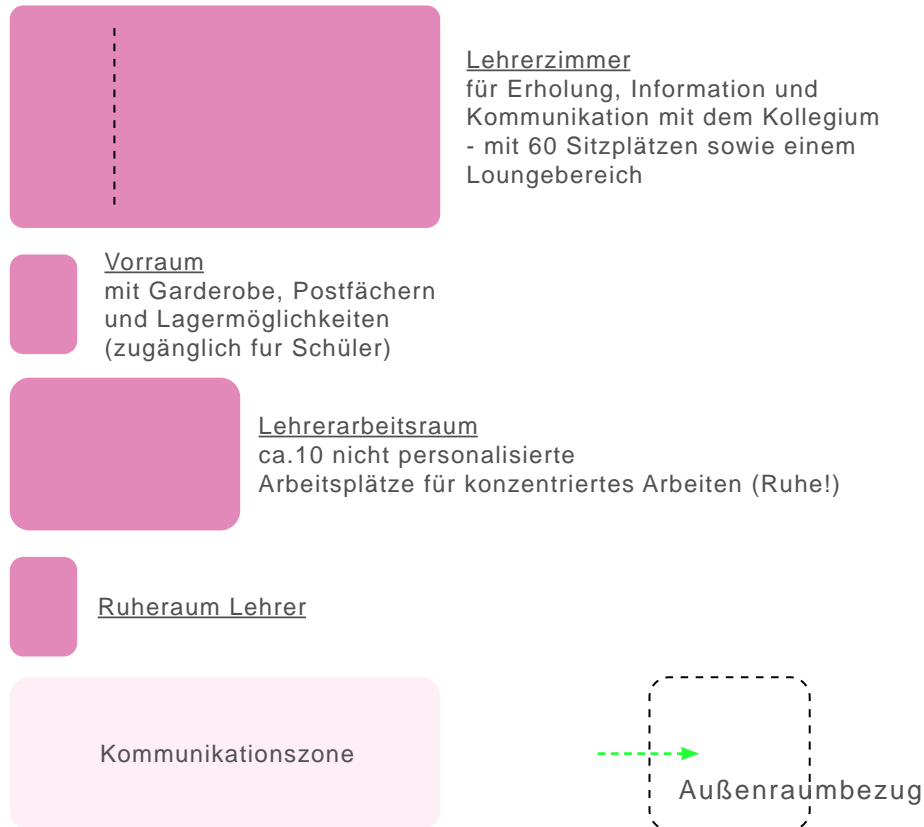 Lehrerzimmer
für Erholung, Information und
Kommunikation mit dem Kollegium
- mit 60 Sitzplätzen sowie einem
Loungebereich
Vorraum
mit Garderobe, Postfächern
und Lagermöglichkeiten
(zugänglich fur Schüler)
Lehrerarbeitsraum
ca.10 nicht personalisierte
Arbeitsplätze für konzentriertes Arbeiten (Ruhe!)
Ruheraum Lehrer
Kommunikationszone
Außenraumbezug